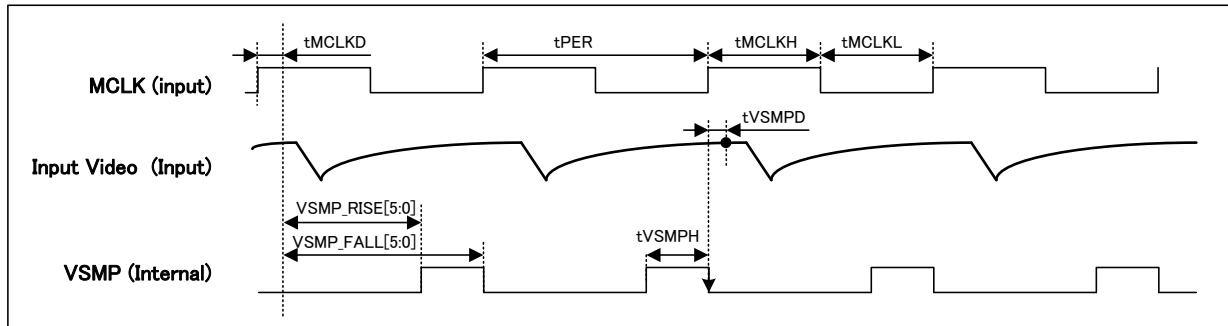 tMCLKD tPER tMCLKH tMCLKL
MCLK (input)
tVSMPD
Input Video (Input)
VSMP_RISE[5:0]
VSMP_FALL[5:0] tVSMPH
VSMP (Internal)